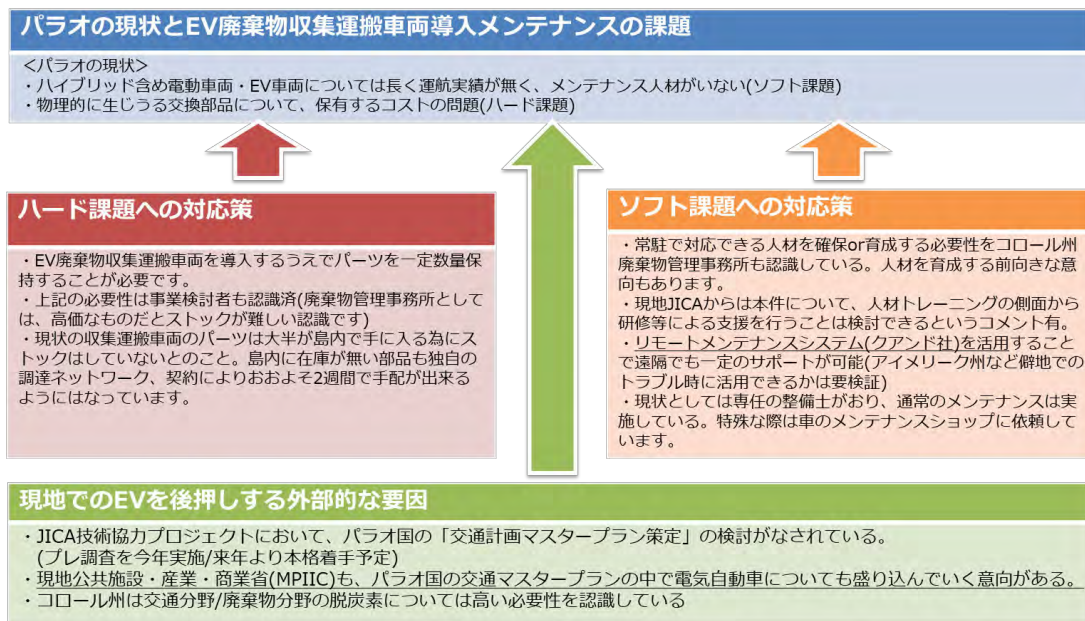 パラオの現状とEV廃棄物収集運搬車両導入メンテナンスの課題
＜パラオの現状＞
・ハイブリッド含め電動車両・EV車両については長く運航実績が無く、メンテナンス人材がいない(ソフト課題)
・物理的に生じうる交換部品について、保有するコストの問題(ハード課題)
ハード課題への対応策
・EV廃棄物収集運搬車両を導入するうえでパーツを一定数量保
持することが必要です。
・上記の必要性は事業検討者も認識済(廃棄物管理事務所として
は、高価なものだとストックが難しい認識です)
・現状の収集運搬車両のパーツは大半が島内で手に入る為にス
トックはしていないとのこと。島内に在庫が無い部品も独自の
調達ネットワーク、契約によりおおよそ2週間で手配が出来る
ようにはなっています。
ソフト課題への対応策
・常駐で対応できる人材を確保or育成する必要性をコロール州
廃棄物管理事務所も認識している。人材を育成する前向きな意
向もあります。
・現地JICAからは本件について、人材トレーニングの側面から
研修等による支援を行うことは検討できるというコメント有。
・リモートメンテナンスシステム(クアンド社)を活用すること
で遠隔でも一定のサポートが可能(アイメリーク州など僻地での
トラブル時に活用できるかは要検証)
・現状としては専任の整備士がおり、通常のメンテナンスは実
施している。特殊な際は車のメンテナンスショップに依頼して
います。
現地でのEVを後押しする外部的な要因
・JICA技術協力プロジェクトにおいて、パラオ国の「交通計画マスタープラン策定」の検討がなされている。
(プレ調査を今年実施/来年より本格着手予定)
・現地公共施設・産業・商業省(MPIIC)も、パラオ国の交通マスタープランの中で電気自動車についても盛り込んでいく意向がある。
・コロール州は交通分野/廃棄物分野の脱炭素については高い必要性を認識している